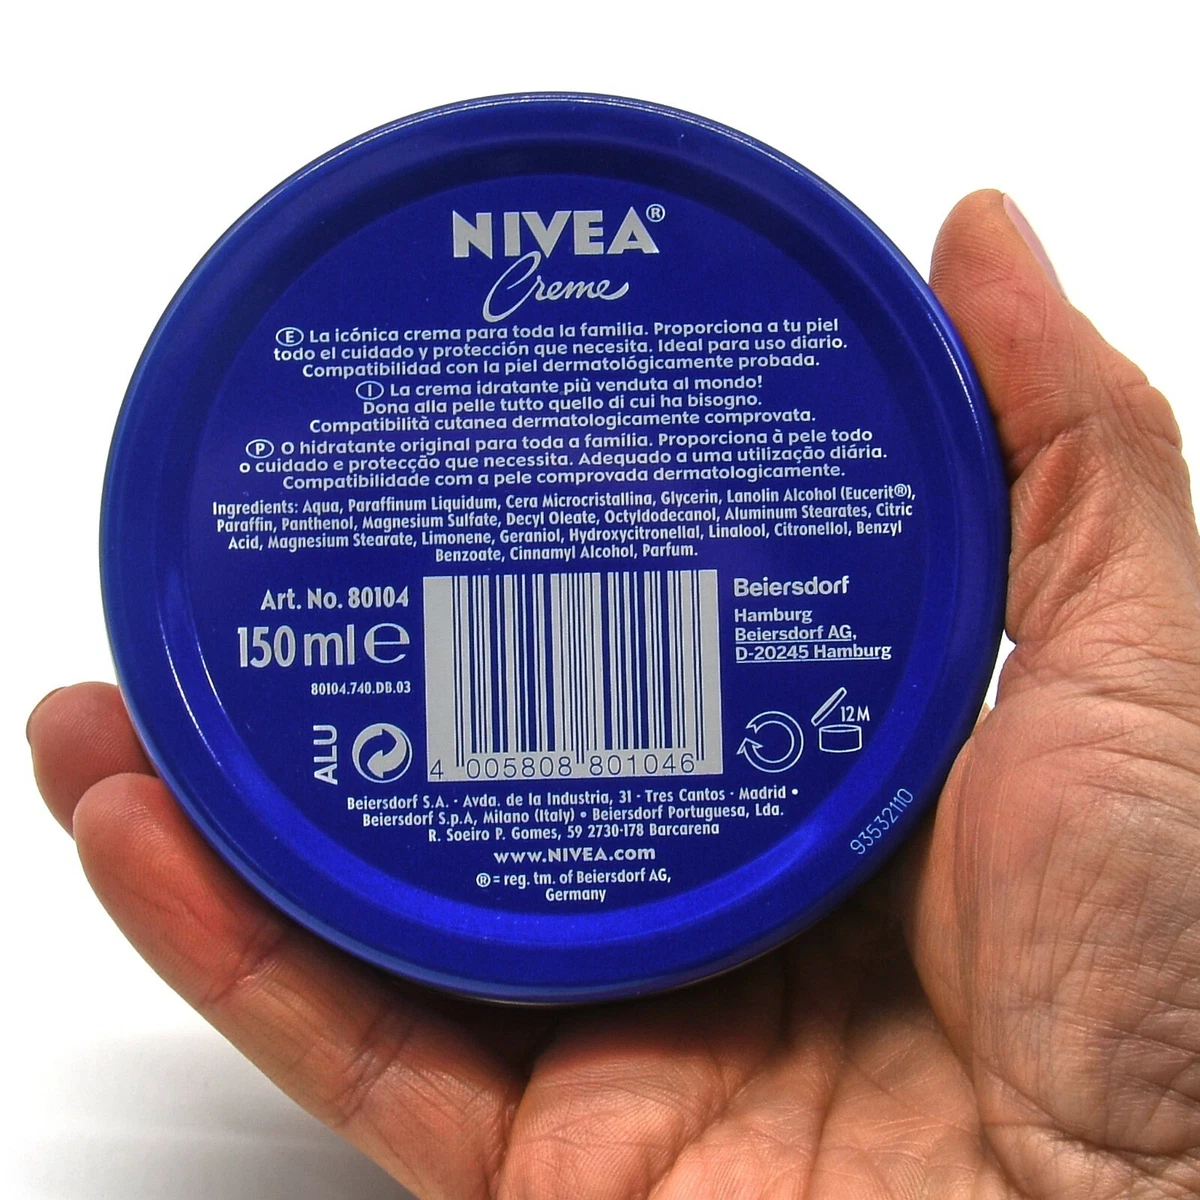 NIVEA®
Creme
E La icónica crema para toda la familia. Proporciona a tu piel
todo el cuidado y protección que necesita. Ideal para uso diario.
Compatibilidad con la piel dermatológicamente probada.
I La crema idratante più venduta al mondo!
Dona alla pelle tutto quello di cui ha bisogno.
Compatibilità cutanea dermatologicamente comprovata.
P O hidratante original para toda a família. Proporciona à pele todo
o cuidado e protecção que necessita. Adequado a uma utilização diária.
Compatibilidade com a pele comprovada dermatologicamente.
Ingredients: Aqua, Paraffinum Liquidum, Cera Microcristallina, Glycerin, Lanolin Alcohol (Eucerit®),
Paraffin, Panthenol, Magnesium Sulfate, Decyl Oleate, Octyldodecanol, Aluminum Stearates, Citric
Acid, Magnesium Stearate, Limonene, Geraniol, Hydroxycitronellal, Linalool, Citronellol, Benzyl
Benzoate, Cinnamyl Alcohol, Parfum.
Art. No. 80104
150 ml e
80104.740.DB.03
ALU
4 005808 801046
Beiersdorf
Hamburg
Beiersdorf AG,
D-20245 Hamburg
12M
Beiersdorf S.A. · Avda. de la Industria, 31 · Tres Cantos · Madrid •
Beiersdorf S.p.A, Milano (Italy) • Beiersdorf Portuguesa, Lda.
R. Soeiro P. Gomes, 59 2730-178 Barcarena
www.NIVEA.com
® = reg. tm. of Beiersdorf AG,
Germany
93532110